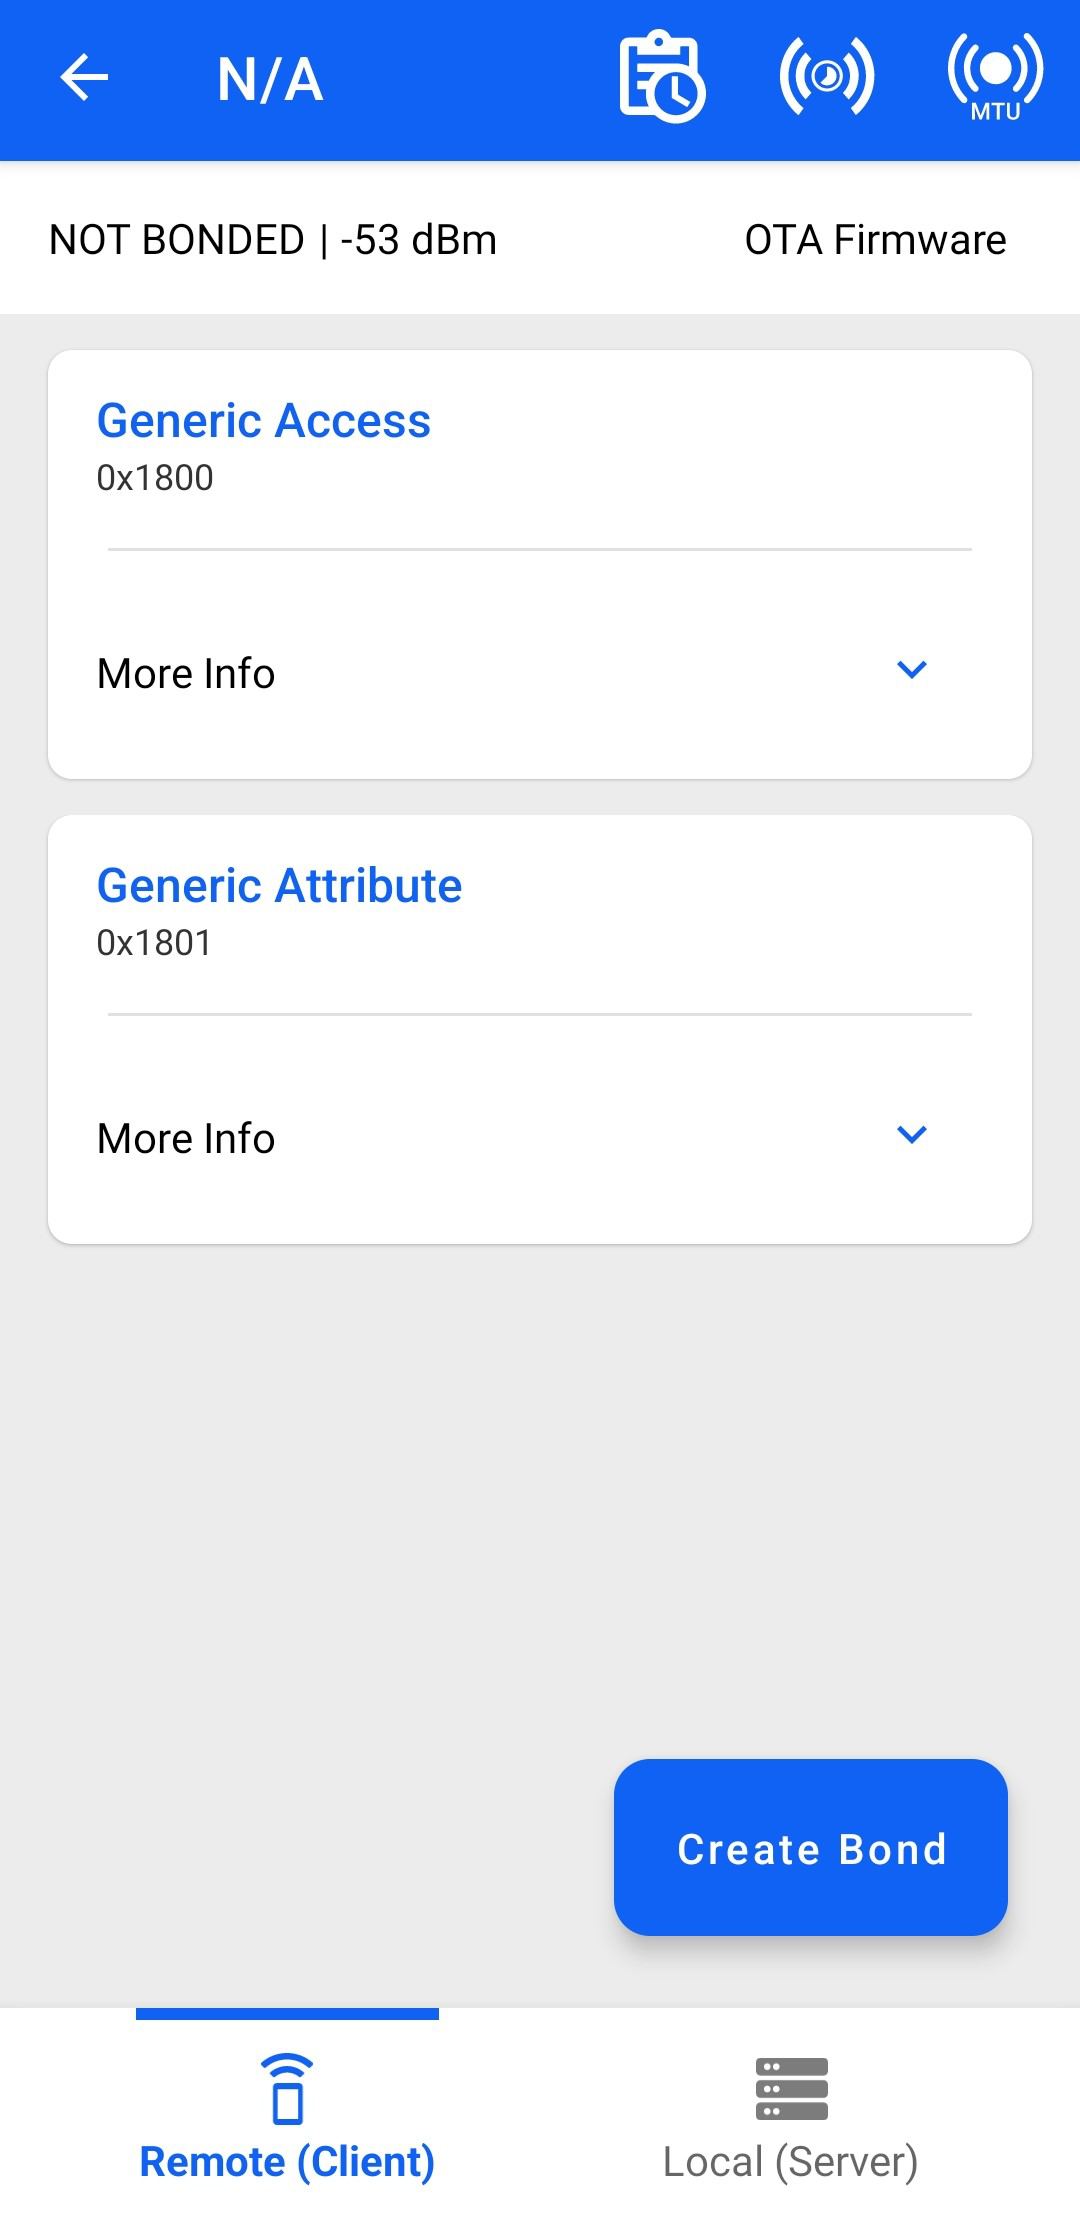 N/A
MTU
NOT BONDED | -53 dBm
OTA Firmware
Generic Access
0x1800
More Info
Generic Attribute
0x1801
More Info
Create Bond
Remote (Client)
Local (Server)